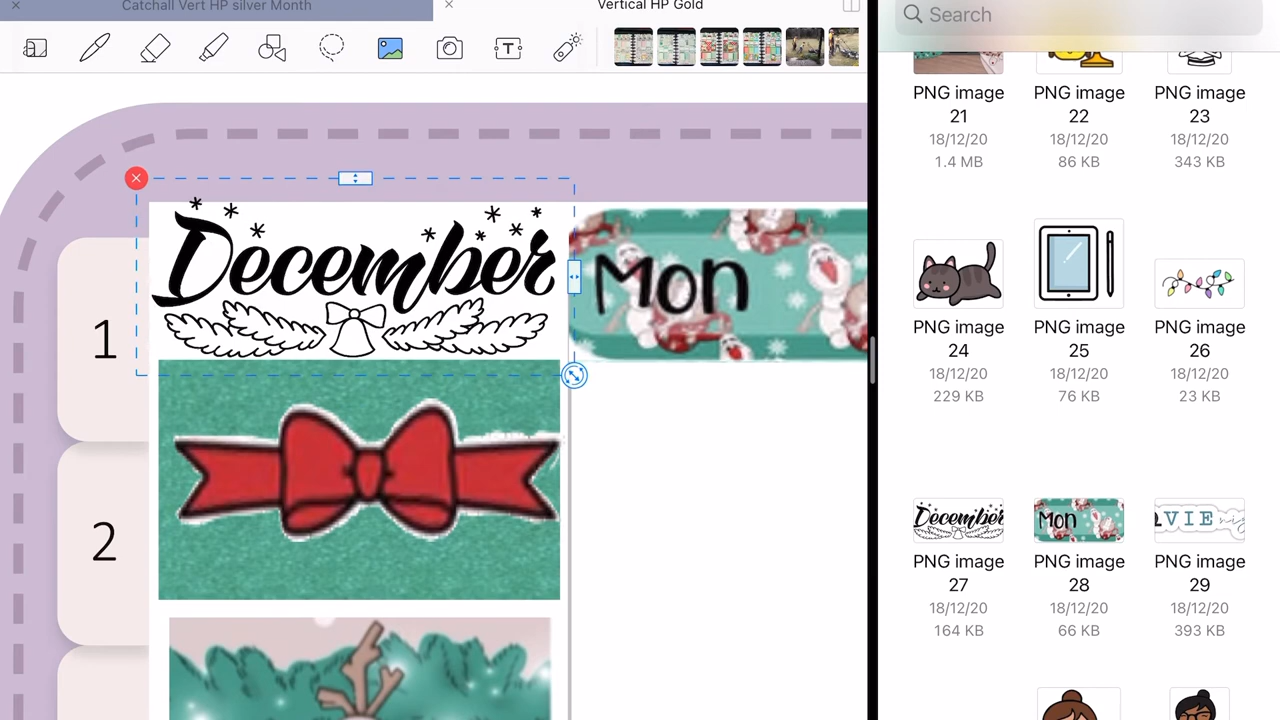 Catchall Vert HP silver Month
Vertical HP Gold
Search
T
PNG image
21
18/12/20
1.4 MB
PNG image
22
18/12/20
86 KB
PNG image
23
18/12/20
343 KB
December
Mon
1
2
PNG image
24
18/12/20
229 KB
PNG image
25
18/12/20
76 KB
PNG image
26
18/12/20
23 KB
December
Mon
VIE
PNG image
27
18/12/20
164 KB
PNG image
28
18/12/20
66 KB
PNG image
29
18/12/20
393 KB